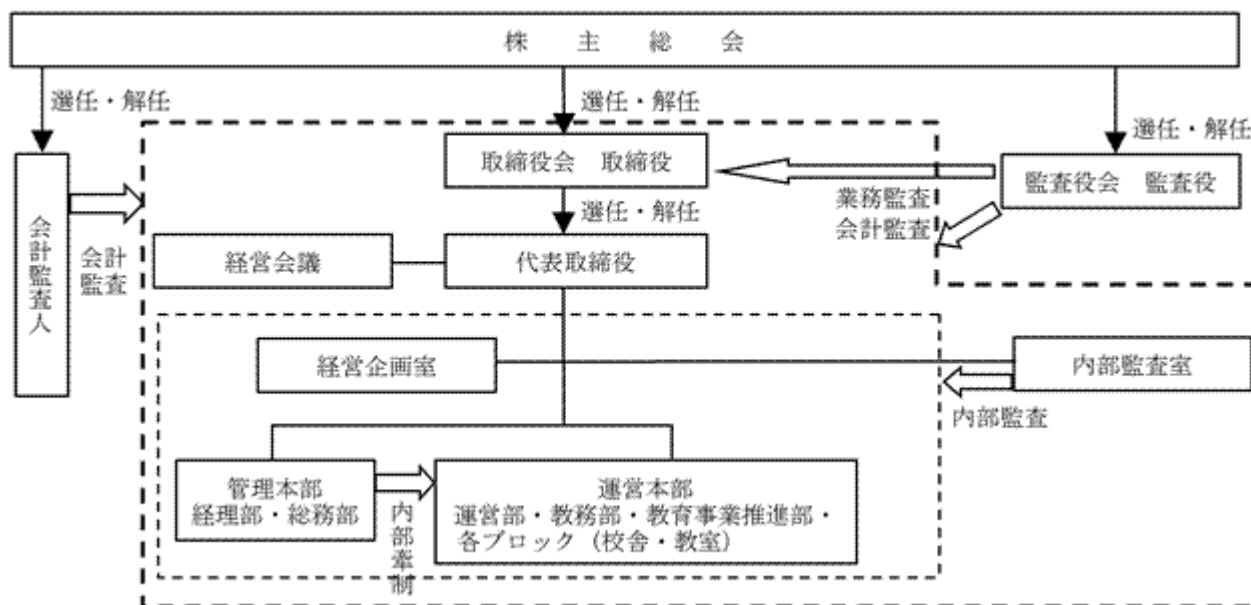 株主総会
選任・解任
選任・解任
選任・解任
取締役会 取締役
監査役会 監査役
業務監査
会計監査
会計監査人
会計
監査
選任・解任
経営会議
代表取締役
経営企画室
内部監査室
内部監査
管理本部
経理部・総務部
内部牽制
運営本部
運営部・教務部・教育事業推進部・
各ブロック（校舎・教室）